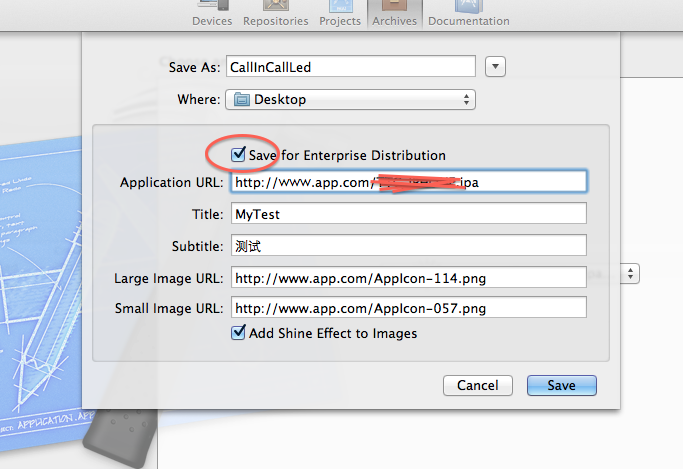 Devices Repositories Projects Archives Documentation
Save As: CallInCallLed
Where: Desktop
Save for Enterprise Distribution
Application URL: http://www.app.com/ .ipa
Title: MyTest
Subtitle: 测试
Large Image URL: http://www.app.com/AppIcon-114.png
Small Image URL: http://www.app.com/AppIcon-057.png
Add Shine Effect to Images
Cancel Save
APPLICATION.APP